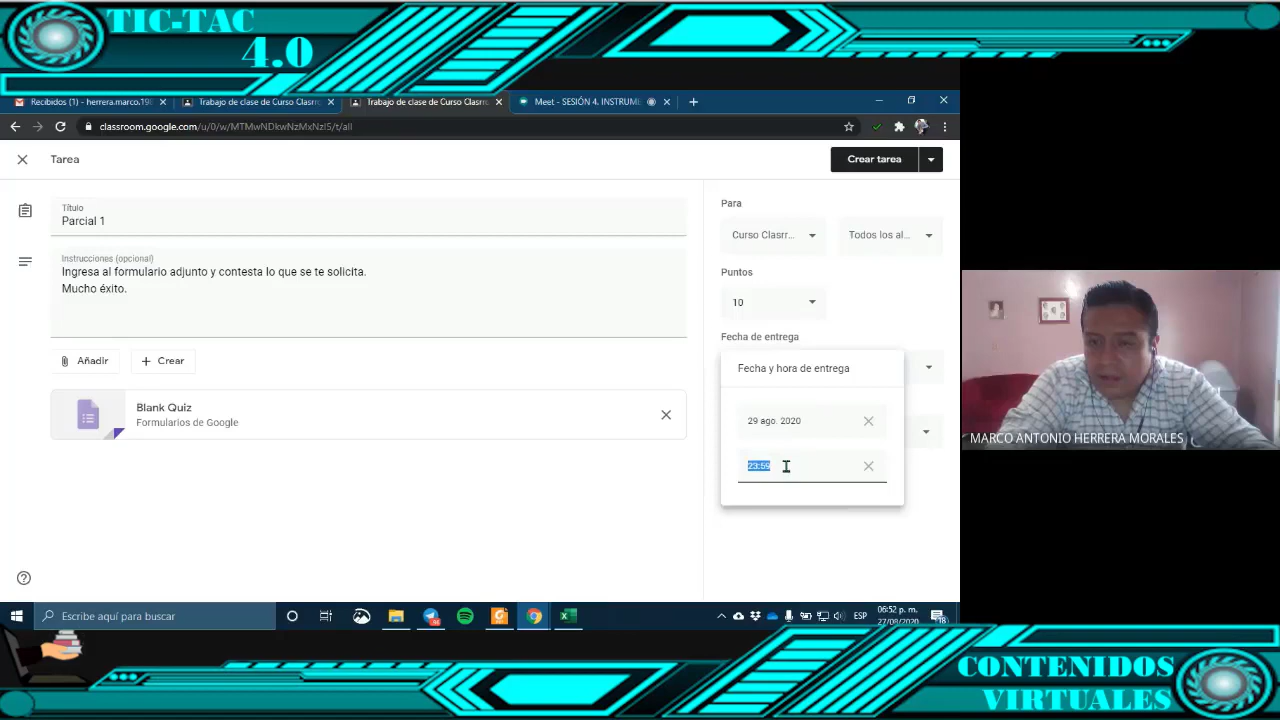 TIC-TAC
4.0
Recibidos (1) - herrera.marco.198
Trabajo de clase de Curso Clasrro
Trabajo de clase de Curso Clasrro
Meet - SESIÓN 4. INSTRUME
classroom.google.com/u/0/w/MTMwNDkwNzMxNzI5/t/all
Tarea
Crear tarea
Título
Parcial 1
Instrucciones (opcional)
Ingresa al formulario adjunto y contesta lo que se te solicita.
Mucho éxito.
Añadir
Crear
Blank Quiz
Formularios de Google
Para
Curso Clasrr...
Todos los al...
Puntos
10
Fecha de entrega
Fecha y hora de entrega
29 ago. 2020
23:59
MARCO ANTONIO HERRERA MORALES
Escribe aquí para buscar
ESP
06:52 p. m.
27/08/2020
CONTENIDOS
VIRTUALES